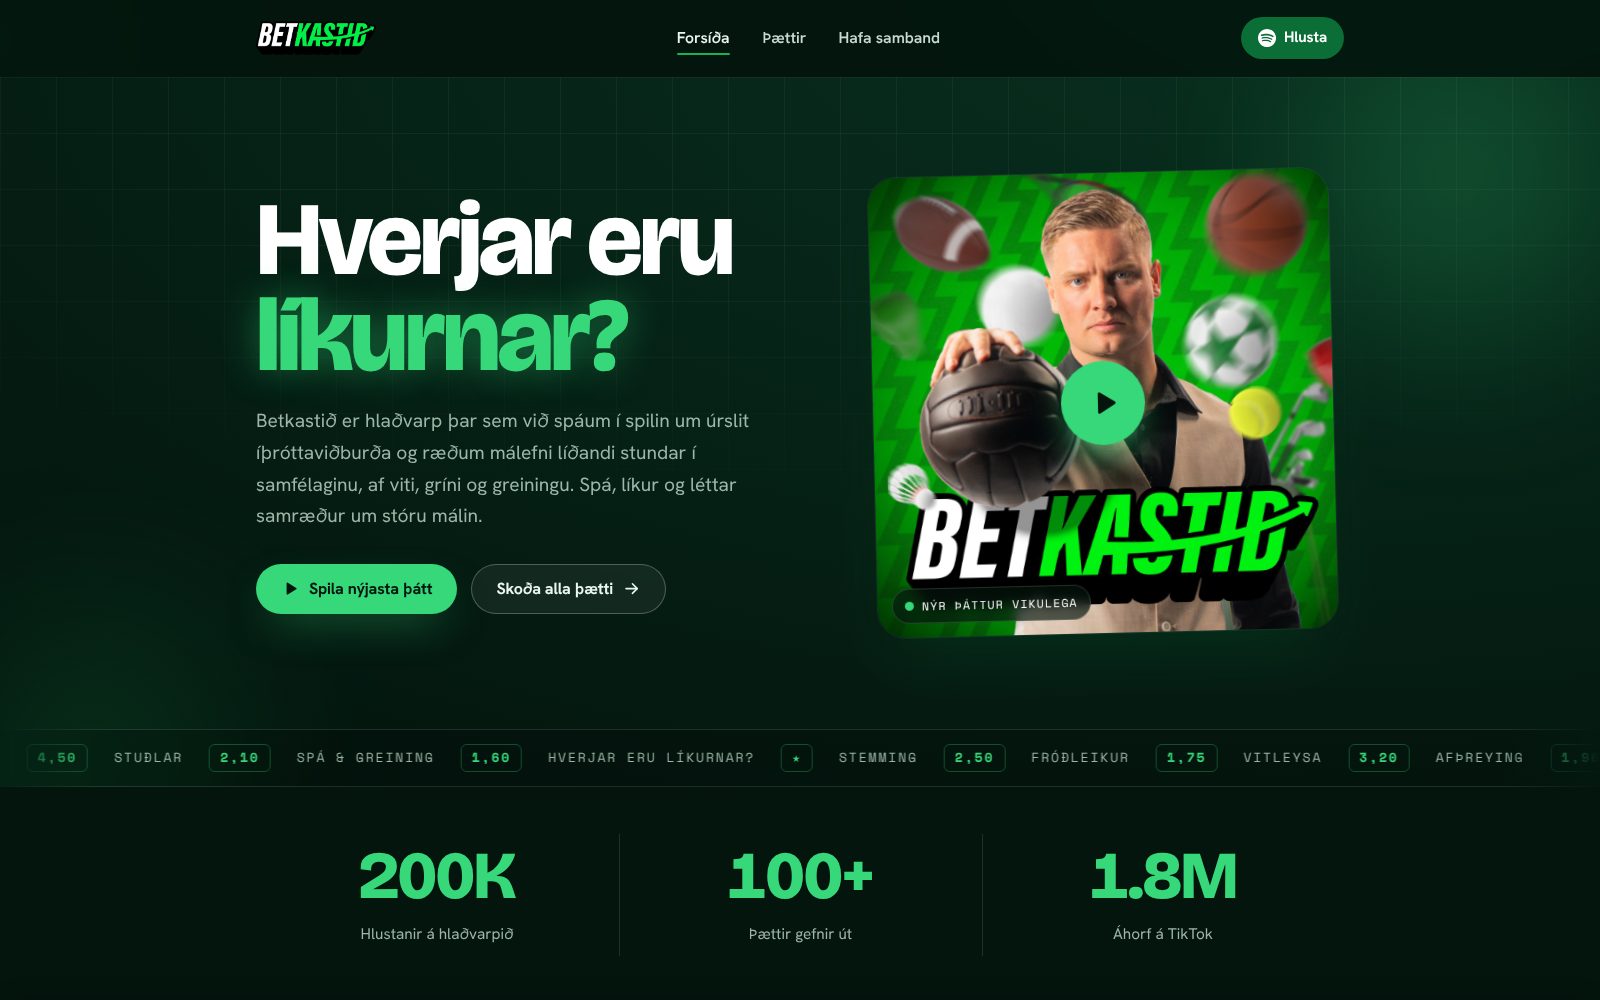 BETKASTIÐ
Forsíða
Þættir
Hafa samband
Hlusta
Hverjar eru
líkurnar?
Betkastið er hlaðvarp þar sem við spáum í spilin um úrslit
íþróttaviðburða og ræðum málefni líðandi stundar í
samfélaginu, af viti, gríni og greiningu. Spá, líkur og léttar
samræður um stóru málin.
Spila nýjasta þátt
Skoða alla þætti →
BETKASTIÐ
NÝR ÞÁTTUR VIKULEGA
4,50 STUÐLAR 2,10 SPÁ & GREINING 1,60 HVERJAR ERU LÍKURNAR? ★ STEMMING 2,50 FRÓÐLEIKUR 1,75 VITLEYSA 3,20 AFÞREYING
200K
Hlustanir á hlaðvarpið
100+
Þættir gefnir út
1.8M
Áhorf á TikTok